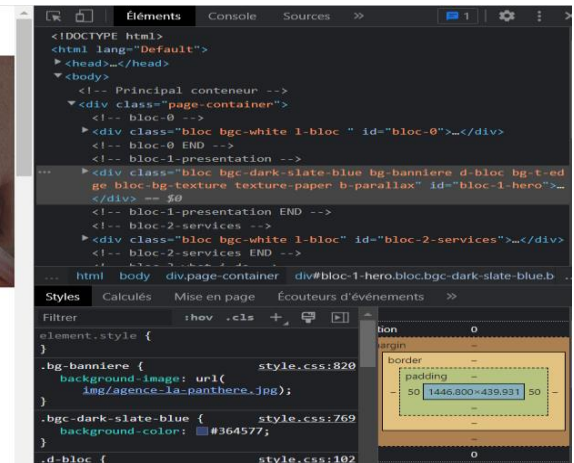 Éléments Console Sources » 1
<!DOCTYPE html>
<html lang="Default">
<head>…</head>
<body>
<!-- Principal conteneur -->
<div class="page-container">
<!-- bloc-0 -->
<div class="bloc bgc-white l-bloc " id="bloc-0">…</div>
<!-- bloc-0 END -->
<!-- bloc-1-presentation -->
… <div class="bloc bgc-dark-slate-blue bg-banniere d-bloc bg-t-ed
ge bloc-bg-texture texture-paper b-parallax" id="bloc-1-hero">…
</div> == $0
<!-- bloc-1-presentation END -->
<!-- bloc-2-services -->
<div class="bloc bgc-white l-bloc" id="bloc-2-services">…</div>
<!-- bloc-2-services END -->
… html body div.page-container div#bloc-1-hero.bloc.bgc-dark-slate-blue.b …
Styles Calculés Mise en page Écouteurs d'événements »
Filtrer :hov .cls +
element.style {
}
.bg-banniere { style.css:820
background-image: url(
img/agence-la-panthere.jpg);
}
.bgc-dark-slate-blue { style.css:769
background-color: #364577;
}
.d-bloc { style.css:102
tion 0
argin –
border –
padding –
– 50 1446.800×439.931 50 –
–
–
–
0